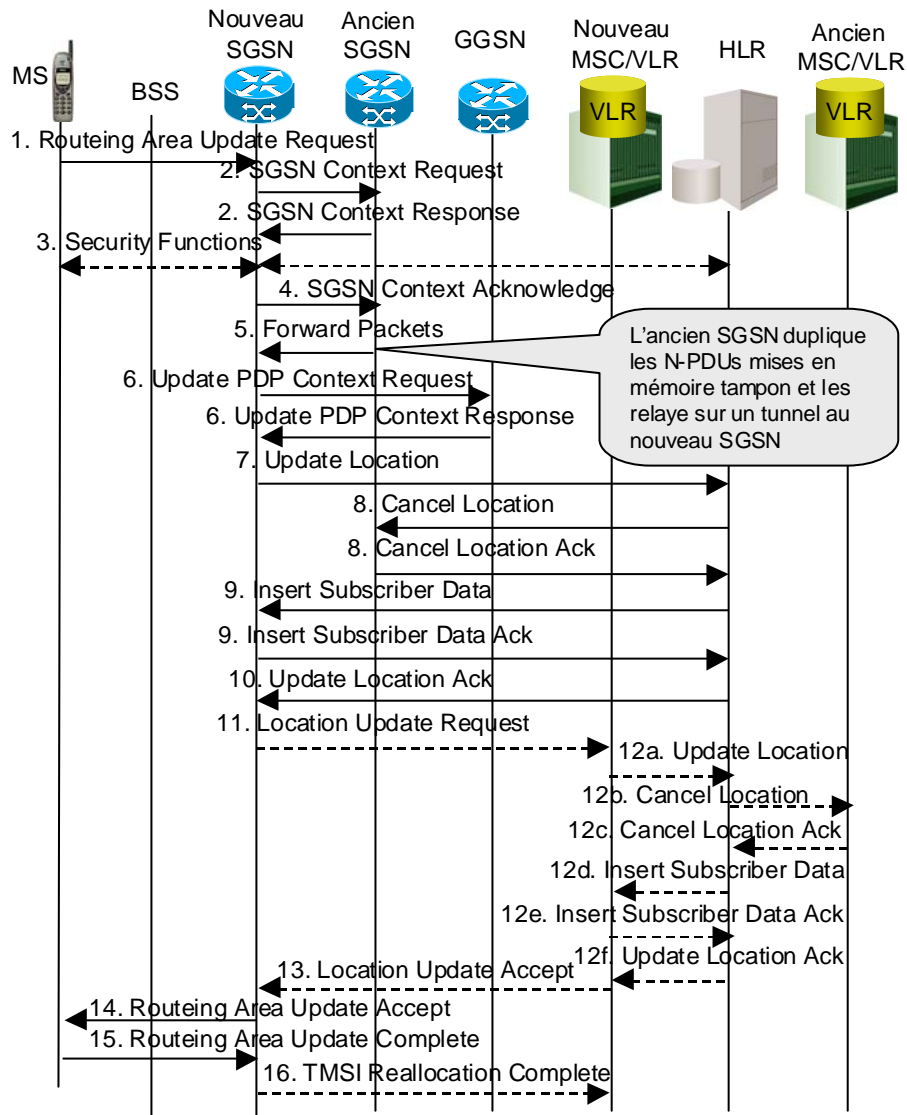 Nouveau
SGSN
Ancien
SGSN
GGSN
Nouveau
MSC/VLR
HLR
Ancien
MSC/VLR
MS
BSS
VLR
VLR
1. Routeing Area Update Request
2. SGSN Context Request
2. SGSN Context Response
3. Security Functions
4. SGSN Context Acknowledge
5. Forward Packets
L'ancien SGSN duplique
les N-PDUs mises en
mémoire tampon et les
relaye sur un tunnel au
nouveau SGSN
6. Update PDP Context Request
6. Update PDP Context Response
7. Update Location
8. Cancel Location
8. Cancel Location Ack
9. Insert Subscriber Data
9. Insert Subscriber Data Ack
10. Update Location Ack
11. Location Update Request
12a. Update Location
12b. Cancel Location
12c. Cancel Location Ack
12d. Insert Subscriber Data
12e. Insert Subscriber Data Ack
12f. Update Location Ack
13. Location Update Accept
14. Routeing Area Update Accept
15. Routeing Area Update Complete
16. TMSI Reallocation Complete